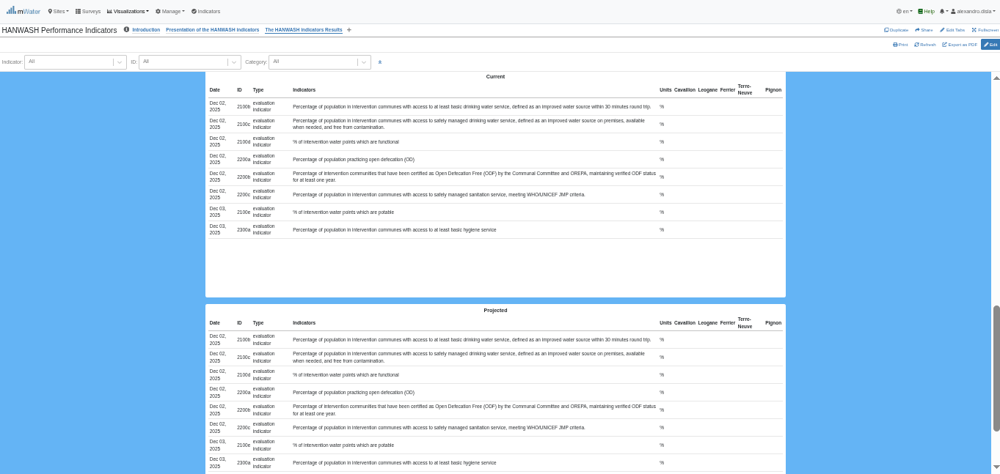 mWater Sites Surveys Visualizations Manage Indicators en Help alexandro.disla
HANWASH Performance Indicators Introduction Presentation of the HANWASH indicators The HANWASH Indicators Results + Duplicate Share Edit Tabs Fullscreen
Print Refresh Export as PDF Edit
Indicator: All ID: All Category: All
Current
Date ID Type Indicators Units Cavaillon Leogane Ferrier Terre-Neuve Pignon
Dec 02, 2025 2100b evaluation indicator Percentage of population in intervention communes with access to at least basic drinking water service, defined as an improved water source within 30 minutes round trip. %
Dec 02, 2025 2100c evaluation indicator Percentage of population in intervention communes with access to safely managed drinking water service, defined as an improved water source on premises, available when needed, and free from contamination. %
Dec 02, 2025 2100d evaluation indicator % of intervention water points which are functional %
Dec 02, 2025 2200a evaluation indicator Percentage of population practicing open defecation (OD) %
Dec 02, 2025 2200b evaluation indicator Percentage of intervention communities that have been certified as Open Defecation Free (ODF) by the Communal Committee and OREPA, maintaining verified ODF status for at least one year. %
Dec 02, 2025 2200c evaluation indicator Percentage of population in intervention communes with access to safely managed sanitation service, meeting WHO/UNICEF JMP criteria. %
Dec 03, 2025 2100e evaluation indicator % of intervention water points which are potable %
Dec 03, 2025 2300a evaluation indicator Percentage of population in intervention communes with access to at least basic hygiene service %
Projected
Date ID Type Indicators Units Cavaillon Leogane Ferrier Terre-Neuve Pignon
Dec 02, 2025 2100b evaluation indicator Percentage of population in intervention communes with access to at least basic drinking water service, defined as an improved water source within 30 minutes round trip. %
Dec 02, 2025 2100c evaluation indicator Percentage of population in intervention communes with access to safely managed drinking water service, defined as an improved water source on premises, available when needed, and free from contamination. %
Dec 02, 2025 2100d evaluation indicator % of intervention water points which are functional %
Dec 02, 2025 2200a evaluation indicator Percentage of population practicing open defecation (OD) %
Dec 02, 2025 2200b evaluation indicator Percentage of intervention communities that have been certified as Open Defecation Free (ODF) by the Communal Committee and OREPA, maintaining verified ODF status for at least one year. %
Dec 02, 2025 2200c evaluation indicator Percentage of population in intervention communes with access to safely managed sanitation service, meeting WHO/UNICEF JMP criteria. %
Dec 03, 2025 2100e evaluation indicator % of intervention water points which are potable %
Dec 03, 2025 2300a evaluation indicator Percentage of population in intervention communes with access to at least basic hygiene service %